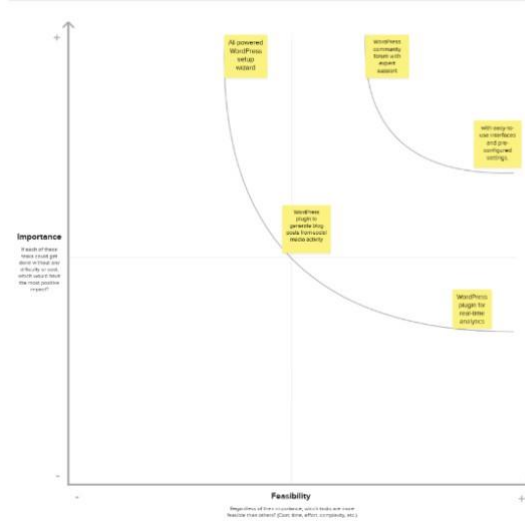 +
AI-powered
WordPress
setup
wizard
WordPress
community
forum with
expert
support
with easy-to-
use interfaces
and pre-
configured
settings.
WordPress
plugin to
generate blog
posts from social
media activity
Importance
If each of these
tasks could get
done without any
difficulty or cost,
which would have
the most positive
impact?
WordPress
plugin for
real-time
analytics
-
-
Feasibility
+
Regardless of their importance, which tasks are more
feasible than others? (Cost, time, effort, complexity, etc.)